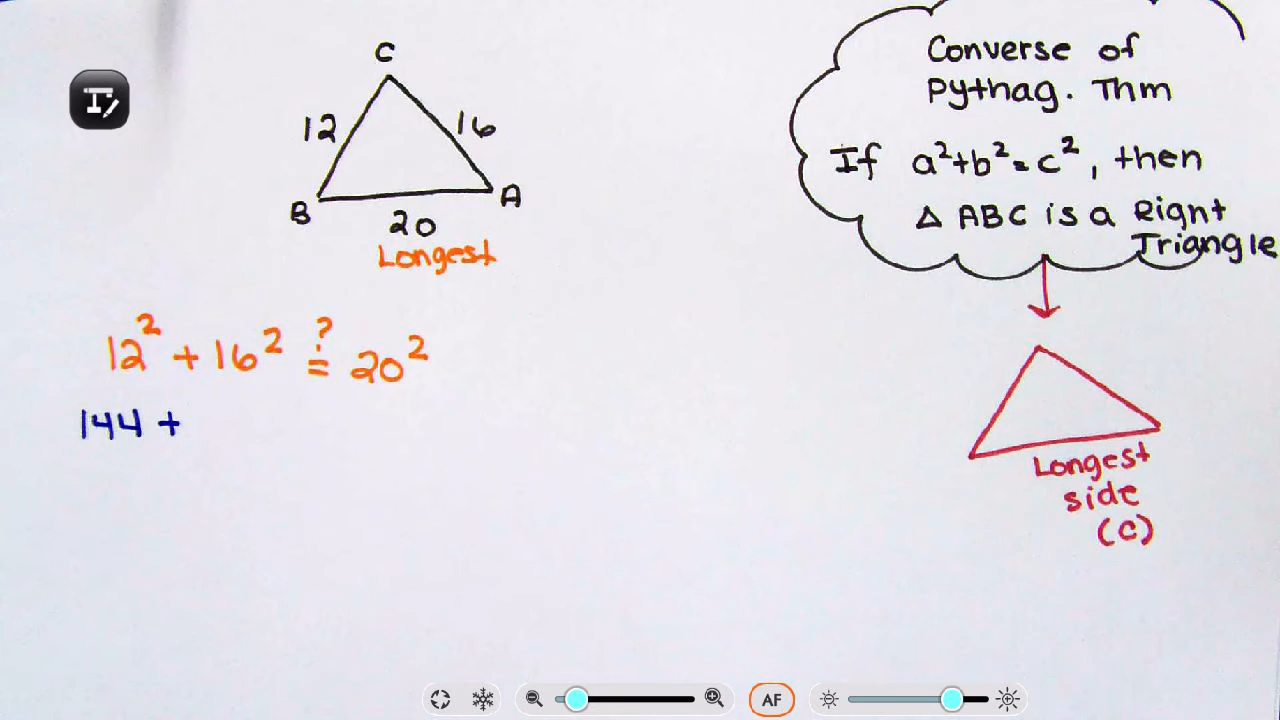 C
12
16
B
A
20
Longest
12² + 16² ?= 20²
144 +
Converse of
Pythag. Thm
If a²+b²=c², then
△ ABC is a Right
Triangle
Longest
side
(C)
AF